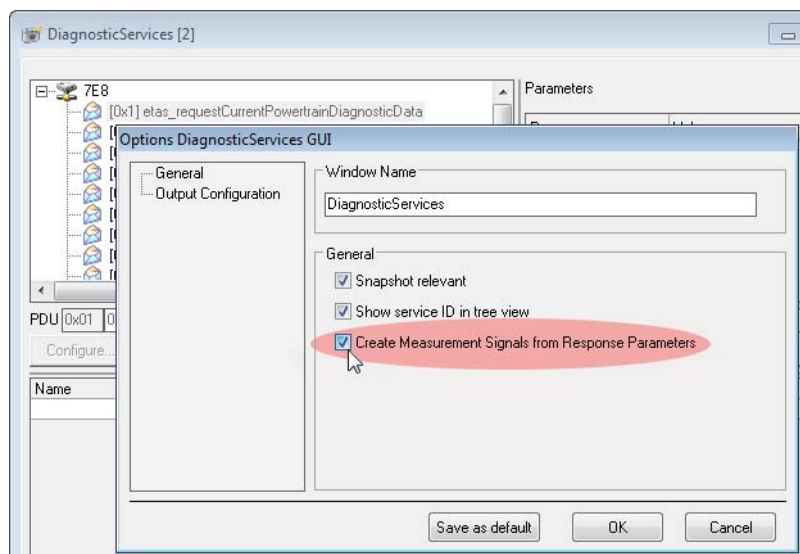 DiagnosticServices [2]
7E8
[0x1] etas_requestCurrentPowertrainDiagnosticData
Parameters
Options DiagnosticServices GUI
General
Output Configuration
Window Name
DiagnosticServices
General
Snapshot relevant
Show service ID in tree view
Create Measurement Signals from Response Parameters
PDU 0x01
Configure...
Name
Save as default
OK
Cancel